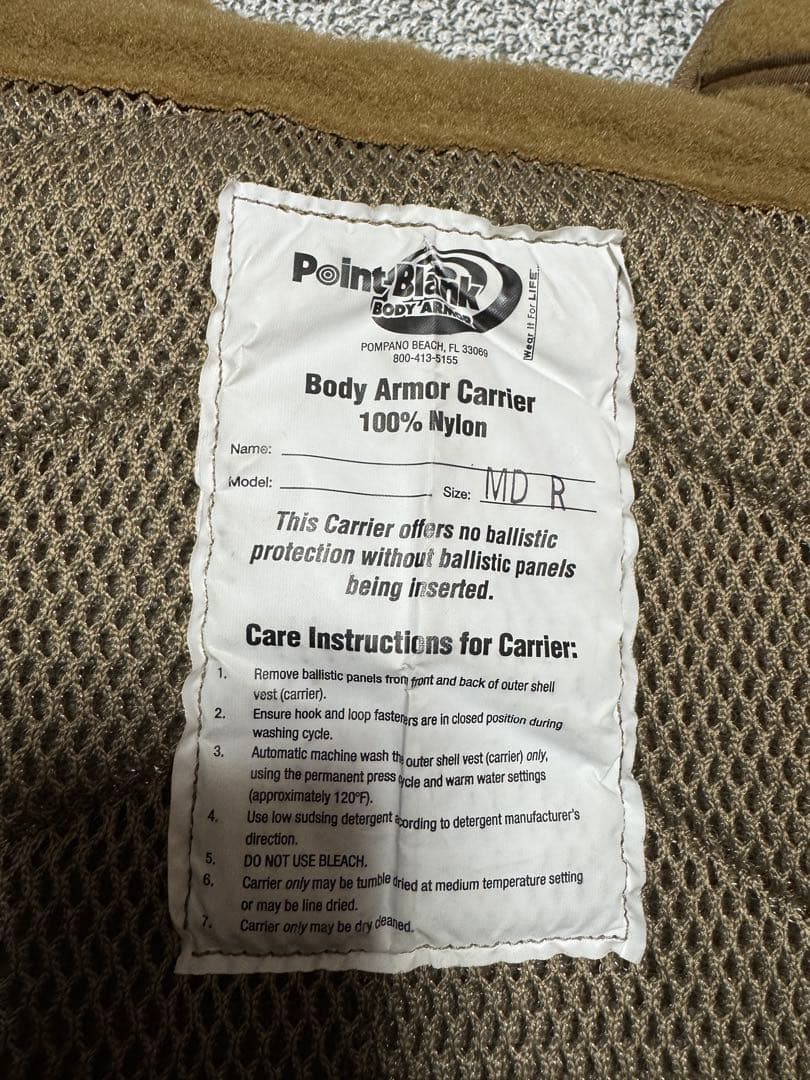 Point Blank
BODY ARMOR
Wear It For LIFE
POMPANO BEACH, FL 33069
800-413-5155
Body Armor Carrier
100% Nylon
Name:
Model:
Size: MD R
This Carrier offers no ballistic
protection without ballistic panels
being inserted.
Care Instructions for Carrier:
1. Remove ballistic panels from front and back of outer shell
vest (carrier).
2. Ensure hook and loop fasteners are in closed position during
washing cycle.
3. Automatic machine wash the outer shell vest (carrier) only,
using the permanent press cycle and warm water settings
(approximately 120°F).
4. Use low sudsing detergent according to detergent manufacturer's
direction.
5. DO NOT USE BLEACH.
6. Carrier only may be tumble dried at medium temperature setting
or may be line dried.
7. Carrier only may be dry cleaned.